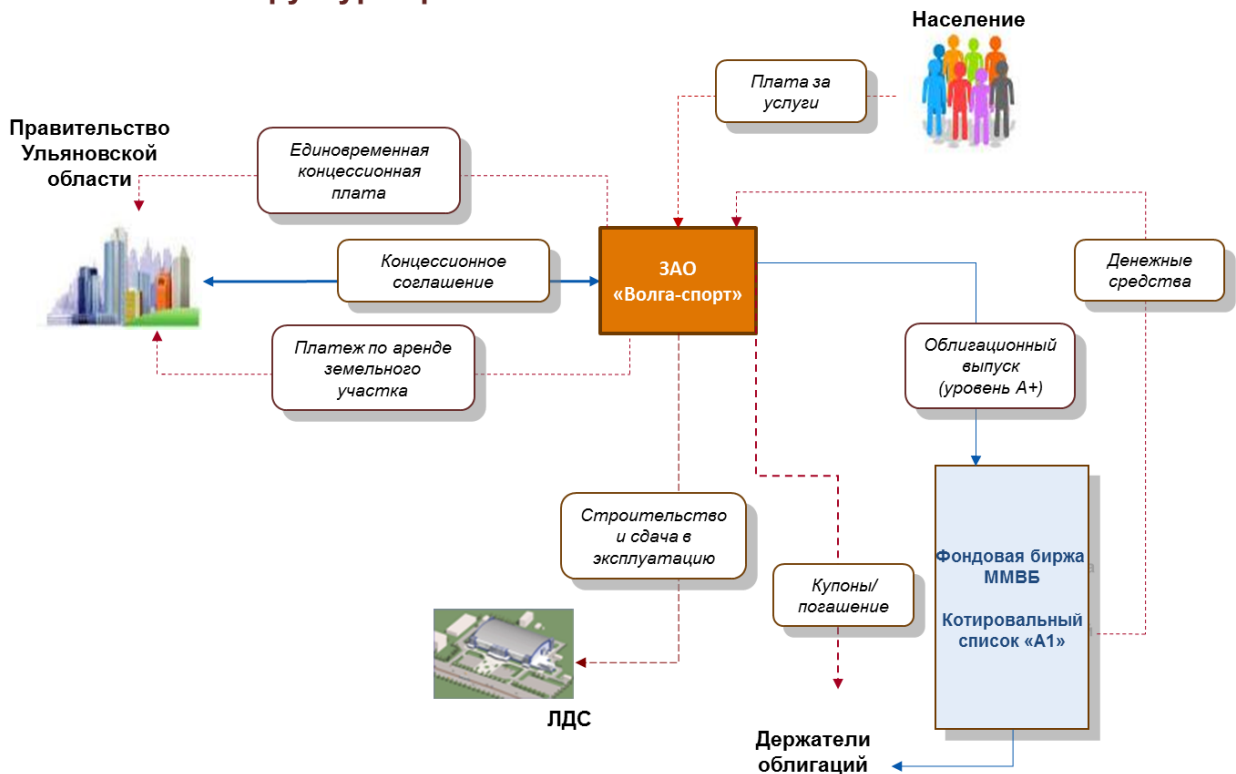 Население
Плата за
услуги
Правительство
Ульяновской
области
Единовременная
концессионная
плата
Концессионное
соглашение
ЗАО
«Волга-спорт»
Денежные
средства
Платеж по аренде
земельного
участка
Облигационный
выпуск
(уровень А+)
Строительство
и сдача в
эксплуатацию
Купоны/
погашение
Фондовая биржа
ММВБ
Котировальный
список «А1»
ЛДС
Держатели
облигаций